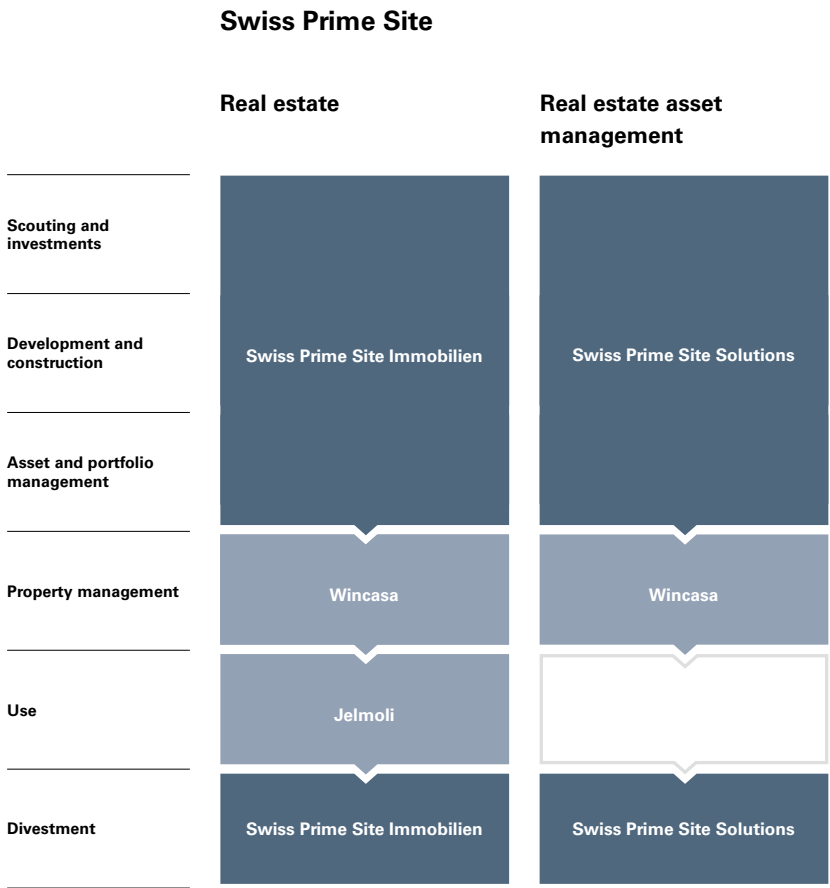 Swiss Prime Site
Real estate
Real estate asset
management
Scouting and
investments
Development and
construction
Swiss Prime Site Immobilien
Swiss Prime Site Solutions
Asset and portfolio
management
Property management
Wincasa
Wincasa
Use
Jelmoli
Divestment
Swiss Prime Site Immobilien
Swiss Prime Site Solutions